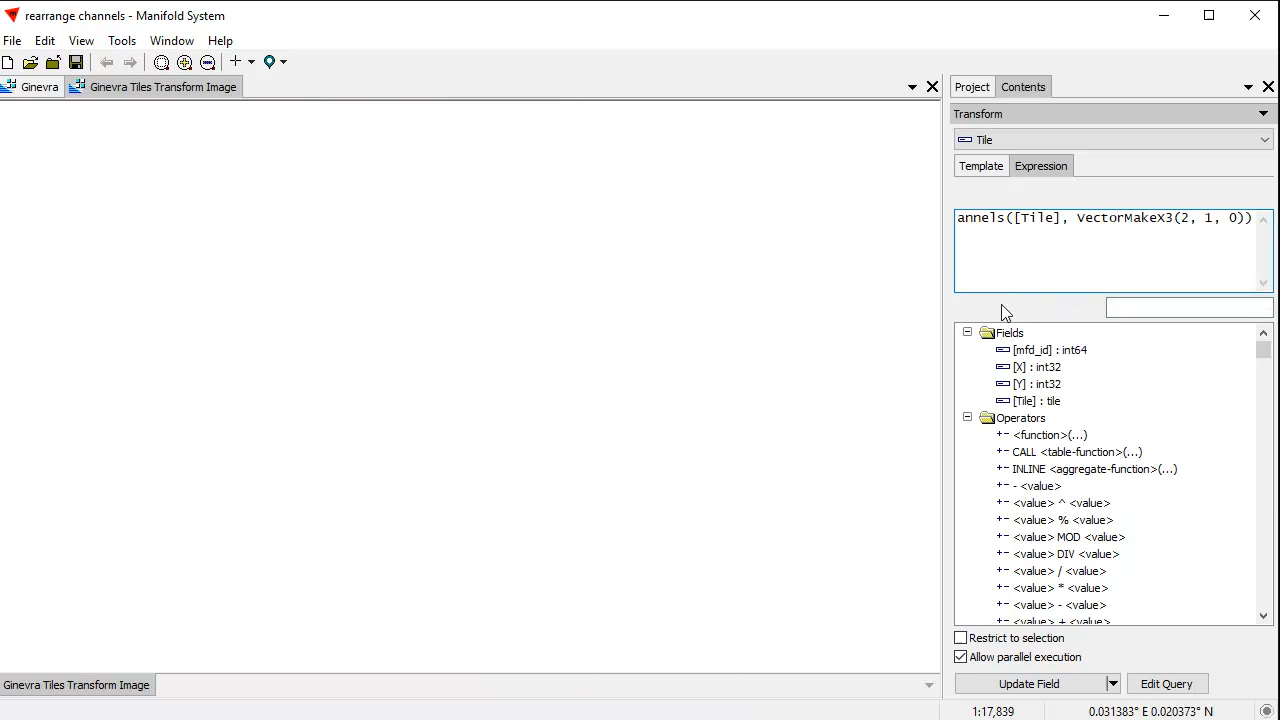 rearrange channels - Manifold System
File Edit View Tools Window Help
Ginevra Ginevra Tiles Transform Image
Project Contents
Transform
Tile
Template Expression
annels([Tile], VectorMakeX3(2, 1, 0))
Fields
[mfd_id] : int64
[X] : int32
[Y] : int32
[Tile] : tile
Operators
<function>(...)
CALL <table-function>(...)
INLINE <aggregate-function>(...)
- <value>
<value> ^ <value>
<value> % <value>
<value> MOD <value>
<value> DIV <value>
<value> / <value>
<value> * <value>
<value> - <value>
<value> + <value>
Restrict to selection
Allow parallel execution
Update Field Edit Query
Ginevra Tiles Transform Image
1:17,839 0.031383° E 0.020373° N